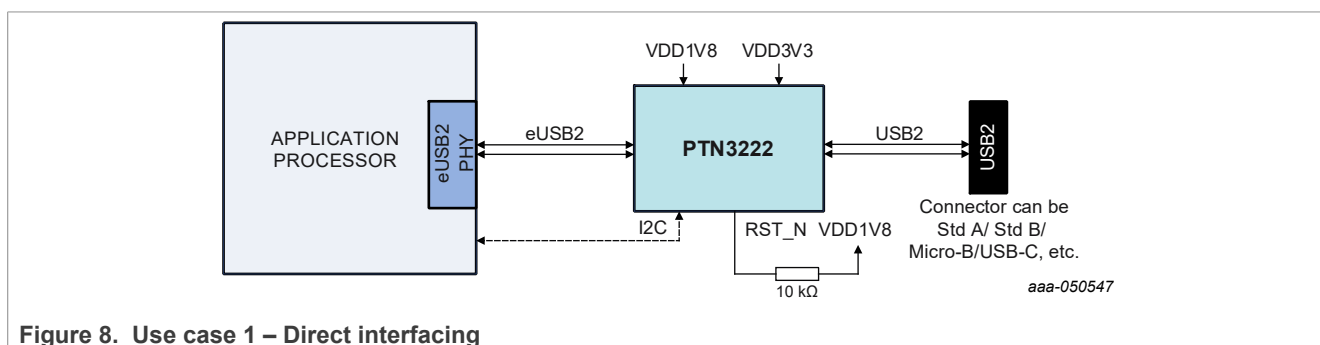 VDD1V8 VDD3V3
APPLICATION
PROCESSOR
eUSB2
PHY
eUSB2
PTN3222
USB2
USB2
I2C
RST_N VDD1V8
10 kΩ
Connector can be
Std A/ Std B/
Micro-B/USB-C, etc.
aaa-050547
Figure 8. Use case 1 – Direct interfacing